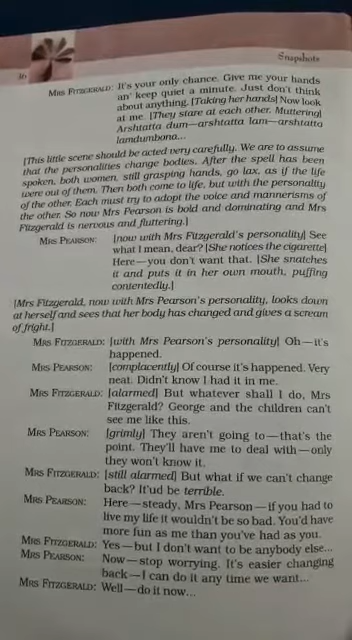 Snapshots
36
MRS FITZGERALD: It's your only chance. Give me your hands
an' keep quiet a minute. Just don't think
about anything. [Taking her hands] Now look
at me. [They stare at each other. Muttering]
Arshtatta dum—arshtatta lam—arshtatta
lamdumbona...
[This little scene should be acted very carefully. We are to assume
that the personalities change bodies. After the spell has been
spoken, both women, still grasping hands, go lax, as if the life
were out of them. Then both come to life, but with the personality
of the other. Each must try to adopt the voice and mannerisms of
the other. So now Mrs Pearson is bold and dominating and Mrs
Fitzgerald is nervous and fluttering.]
MRS PEARSON: [now with Mrs Fitzgerald's personality] See
what I mean, dear? [She notices the cigarette]
Here—you don't want that. [She snatches
it and puts it in her own mouth, puffing
contentedly.]
[Mrs Fitzgerald, now with Mrs Pearson's personality, looks down
at herself and sees that her body has changed and gives a scream
of fright.]
MRS FITZGERALD: [with Mrs Pearson's personality] Oh—it's
happened.
MRS PEARSON: [complacently] Of course it's happened. Very
neat. Didn't know I had it in me.
MRS FITZGERALD: [alarmed] But whatever shall I do, Mrs
Fitzgerald? George and the children can't
see me like this.
MRS PEARSON: [grimly] They aren't going to—that's the
point. They'll have me to deal with—only
they won't know it.
MRS FITZGERALD: [still alarmed] But what if we can't change
back? It'ud be terrible.
MRS PEARSON: Here—steady, Mrs Pearson—if you had to
live my life it wouldn't be so bad. You'd have
more fun as me than you've had as you.
MRS FITZGERALD: Yes—but I don't want to be anybody else...
MRS PEARSON: Now—stop worrying. It's easier changing
back—I can do it any time we want...
MRS FITZGERALD: Well—do it now...